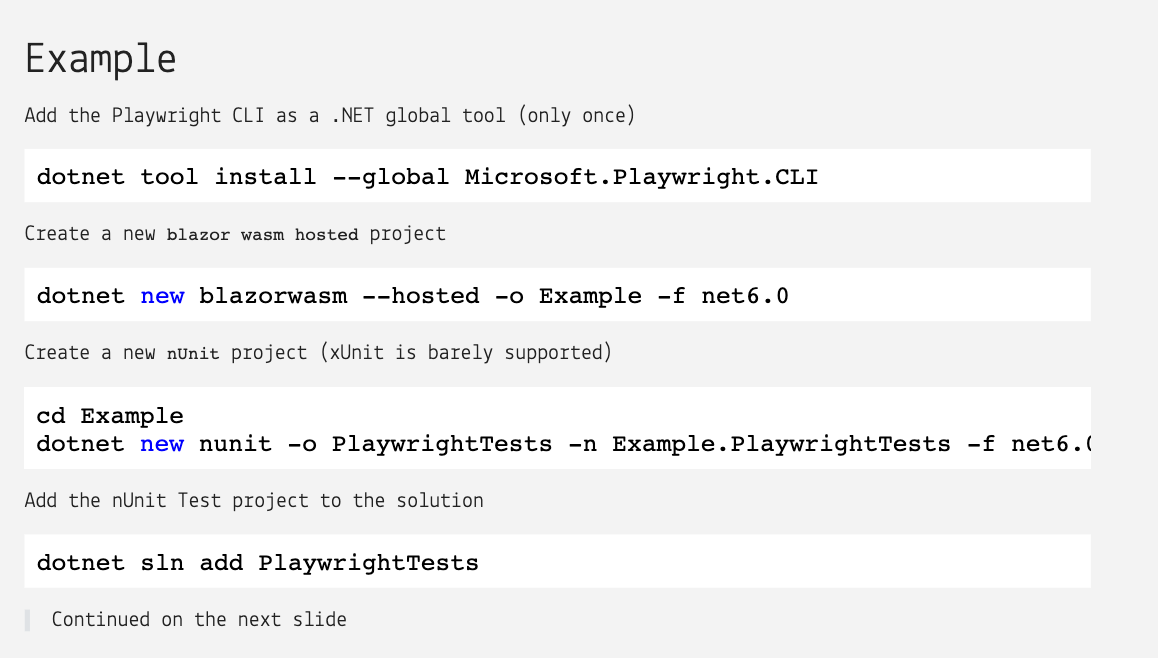 Example
Add the Playwright CLI as a .NET global tool (only once)
dotnet tool install --global Microsoft.Playwright.CLI
Create a new blazor wasm hosted project
dotnet new blazorwasm --hosted -o Example -f net6.0
Create a new nUnit project (xUnit is barely supported)
cd Example
dotnet new nunit -o PlaywrightTests -n Example.PlaywrightTests -f net6.0
Add the nUnit Test project to the solution
dotnet sln add PlaywrightTests
Continued on the next slide